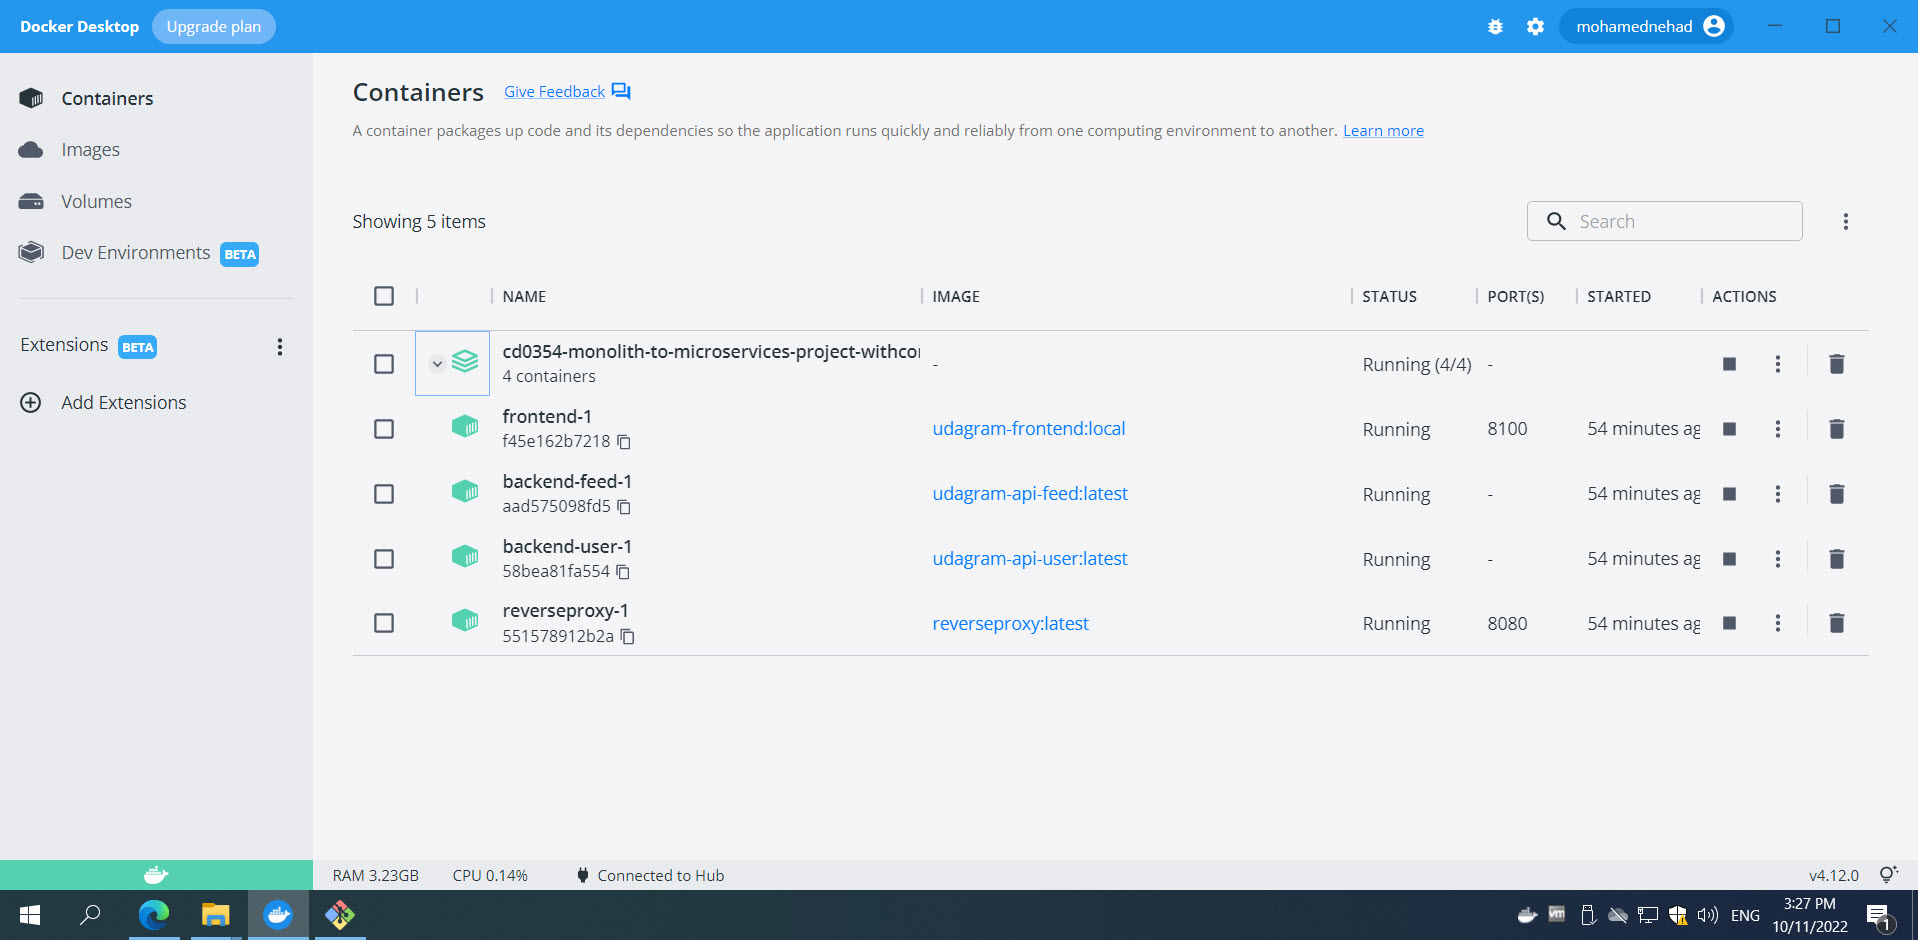 Docker Desktop Upgrade plan mohamednehad
Containers
Images
Volumes
Dev Environments BETA
Extensions BETA
Add Extensions
Containers Give Feedback
A container packages up code and its dependencies so the application runs quickly and reliably from one computing environment to another. Learn more
Showing 5 items Search
NAME IMAGE STATUS PORT(S) STARTED ACTIONS
cd0354-monolith-to-microservices-project-withcor - Running (4/4) -
4 containers
frontend-1 udagram-frontend:local Running 8100 54 minutes ag
f45e162b7218
backend-feed-1 udagram-api-feed:latest Running - 54 minutes ag
aad575098fd5
backend-user-1 udagram-api-user:latest Running - 54 minutes ag
58bea81fa554
reverseproxy-1 reverseproxy:latest Running 8080 54 minutes ag
551578912b2a
RAM 3.23GB CPU 0.14% Connected to Hub v4.12.0
vm ENG 3:27 PM
10/11/2022 1